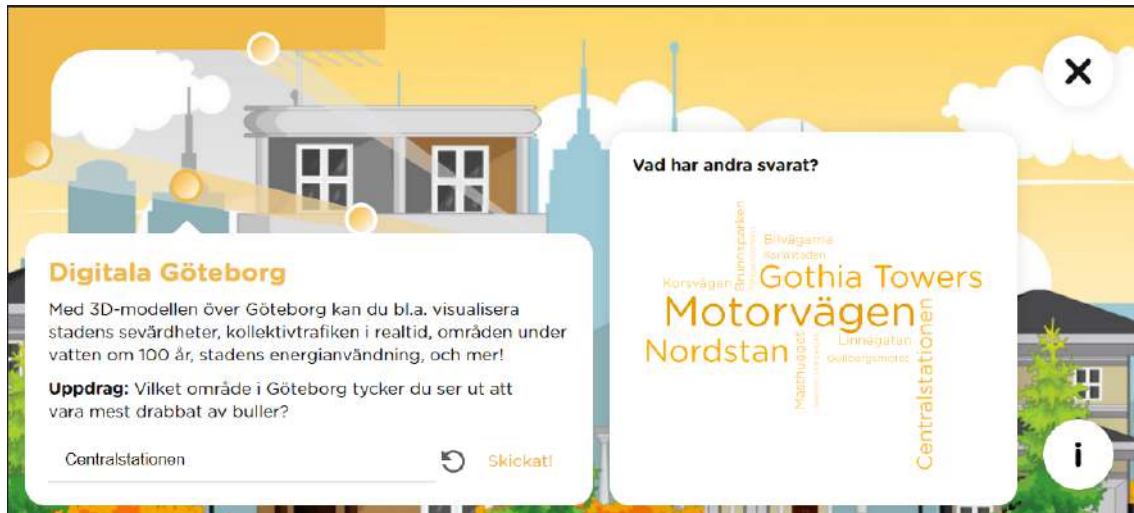 Digitala Göteborg
Med 3D-modellen över Göteborg kan du bl.a. visualisera
stadens sevärdheter, kollektivtrafiken i realtid, områden under
vatten om 100 år, stadens energianvändning, och mer!
Uppdrag: Vilket område i Göteborg tycker du ser ut att
vara mest drabbat av buller?
Centralstationen
Skickat!
Vad har andra svarat?
Brunnsparken
Bilvägarna
Korsvägen
Gothia Towers
Motorvägen
Nordstan
Linnégatan
Gullbergsmotet
Masthugget
Centralstationen
i